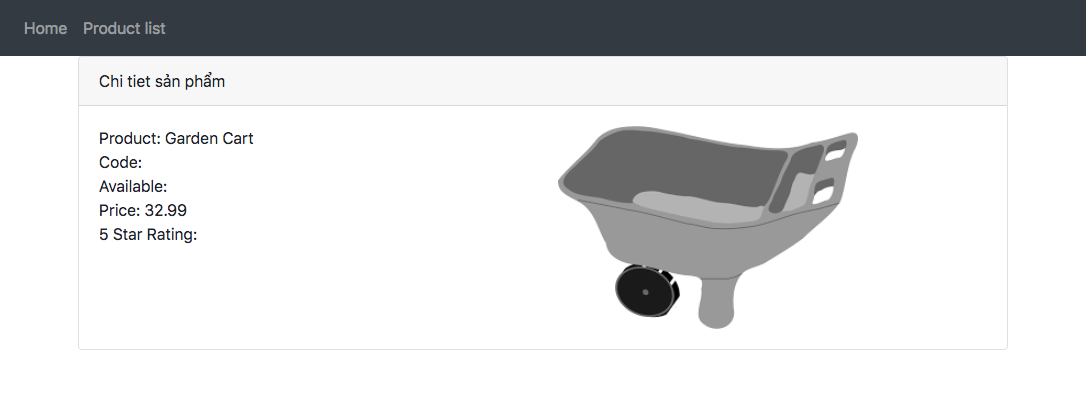 Home Product list
Chi tiet sản phẩm
Product: Garden Cart
Code:
Available:
Price: 32.99
5 Star Rating: